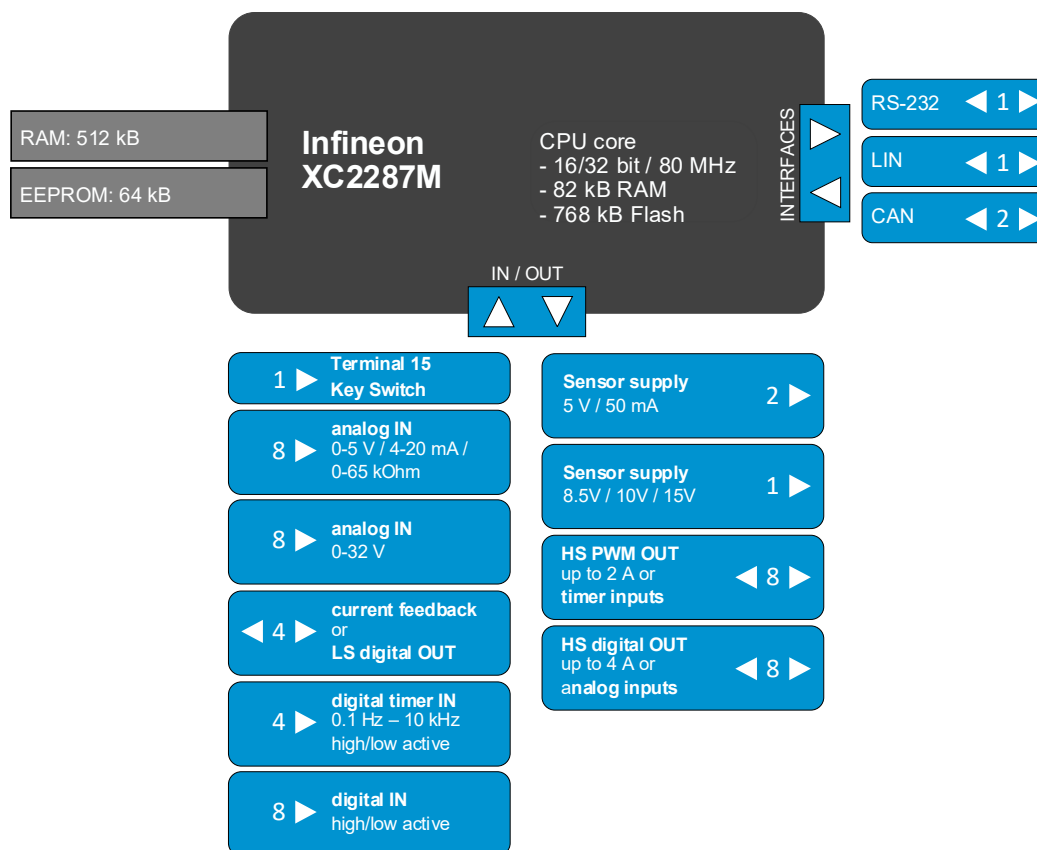 RAM: 512 kB
EEPROM: 64 kB
Infineon
XC2287M
CPU core
- 16/32 bit / 80 MHz
- 82 kB RAM
- 768 kB Flash
INTERFACES
RS-232 1
LIN 1
CAN 2
IN / OUT
1 Terminal 15
Key Switch
8 analog IN
0-5 V / 4-20 mA /
0-65 kOhm
8 analog IN
0-32 V
4 current feedback
or
LS digital OUT
4 digital timer IN
0.1 Hz – 10 kHz
high/low active
8 digital IN
high/low active
Sensor supply
5 V / 50 mA
2
Sensor supply
8.5V / 10V / 15V
1
HS PWM OUT
up to 2 A or
timer inputs
8
HS digital OUT
up to 4 A or
analog inputs
8